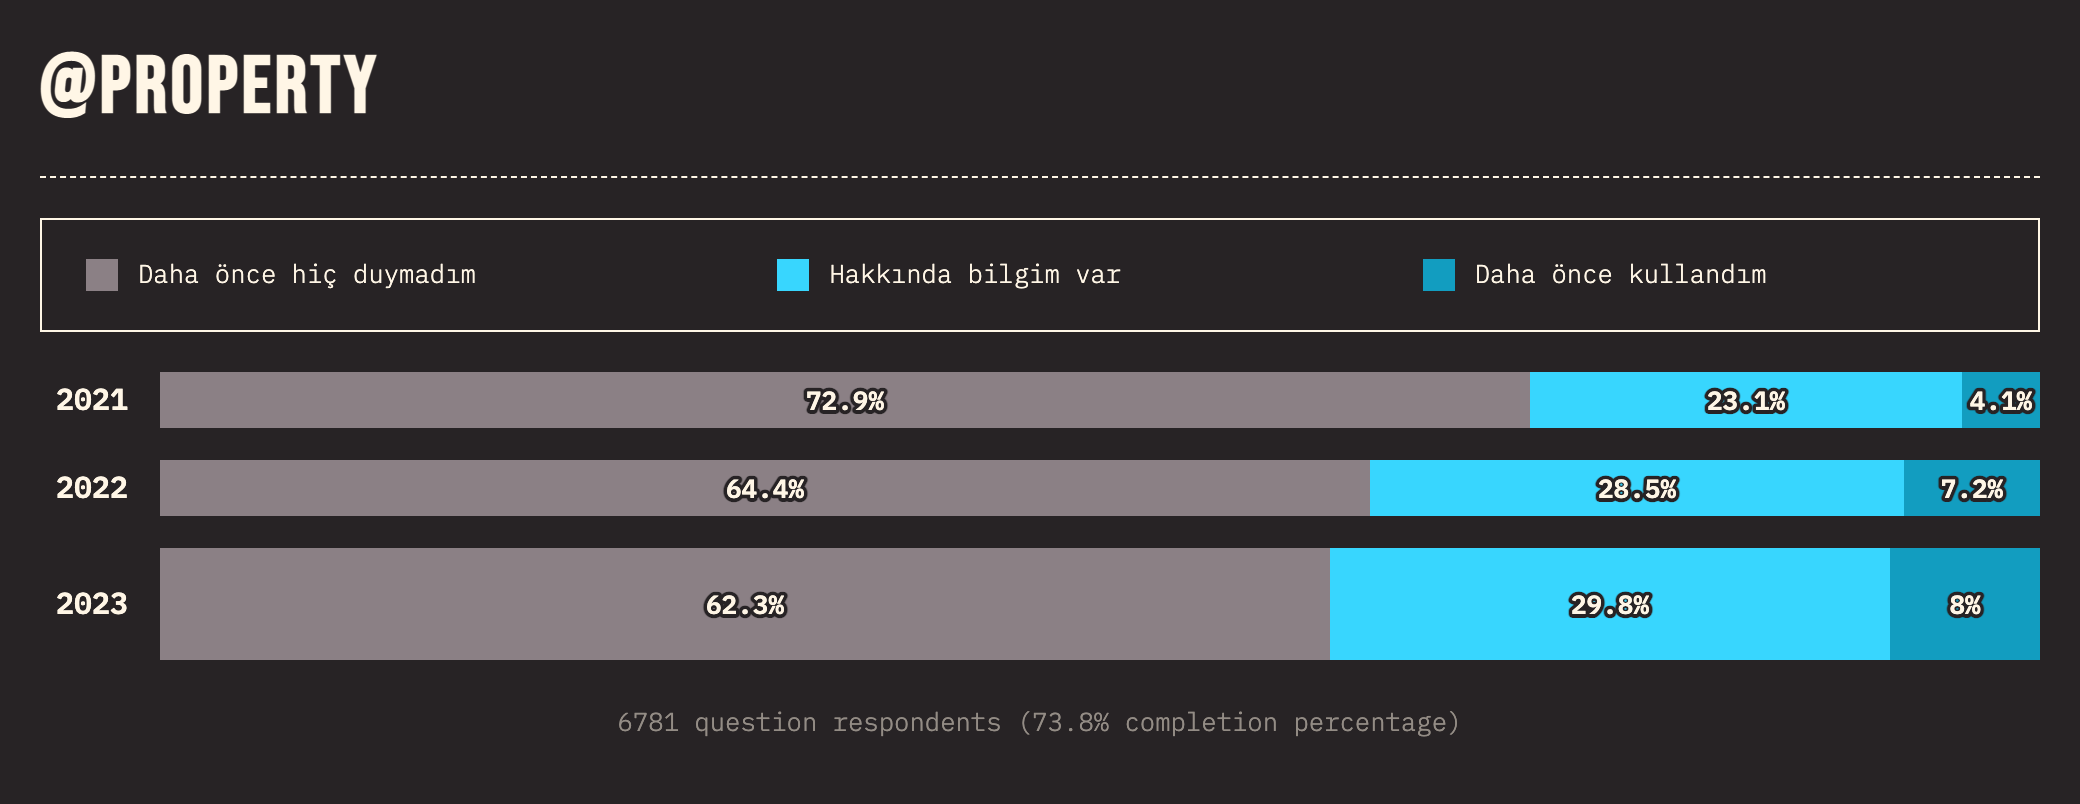 @PROPERTY
Daha önce hiç duymadım Hakkında bilgim var Daha önce kullandım
2021 72.9% 23.1% 4.1%
2022 64.4% 28.5% 7.2%
2023 62.3% 29.8% 8%
6781 question respondents (73.8% completion percentage)